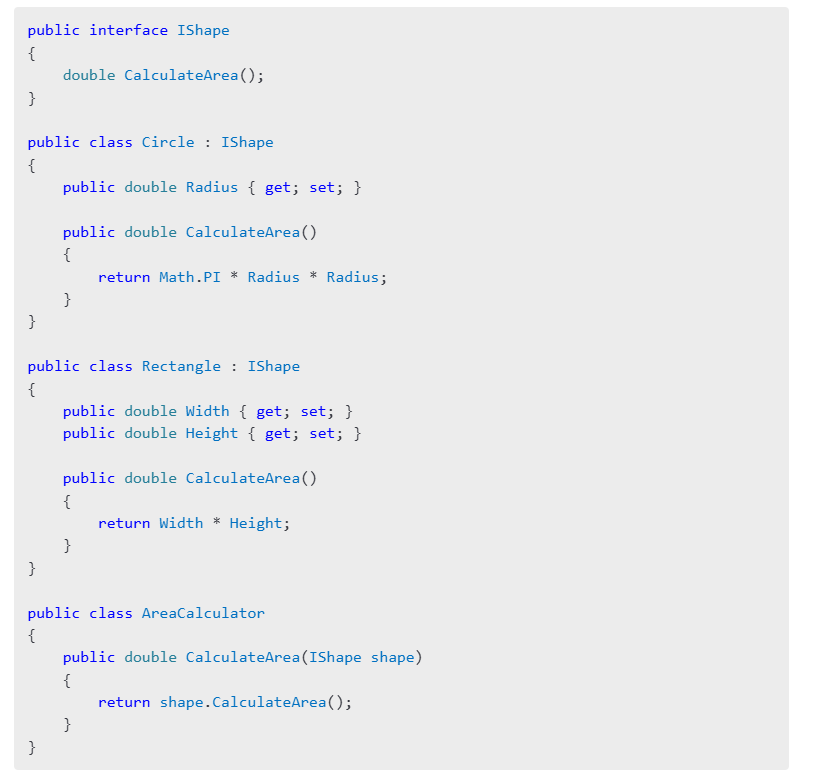 public interface IShape
{
    double CalculateArea();
}

public class Circle : IShape
{
    public double Radius { get; set; }

    public double CalculateArea()
    {
        return Math.PI * Radius * Radius;
    }
}

public class Rectangle : IShape
{
    public double Width { get; set; }
    public double Height { get; set; }

    public double CalculateArea()
    {
        return Width * Height;
    }
}

public class AreaCalculator
{
    public double CalculateArea(IShape shape)
    {
        return shape.CalculateArea();
    }
}